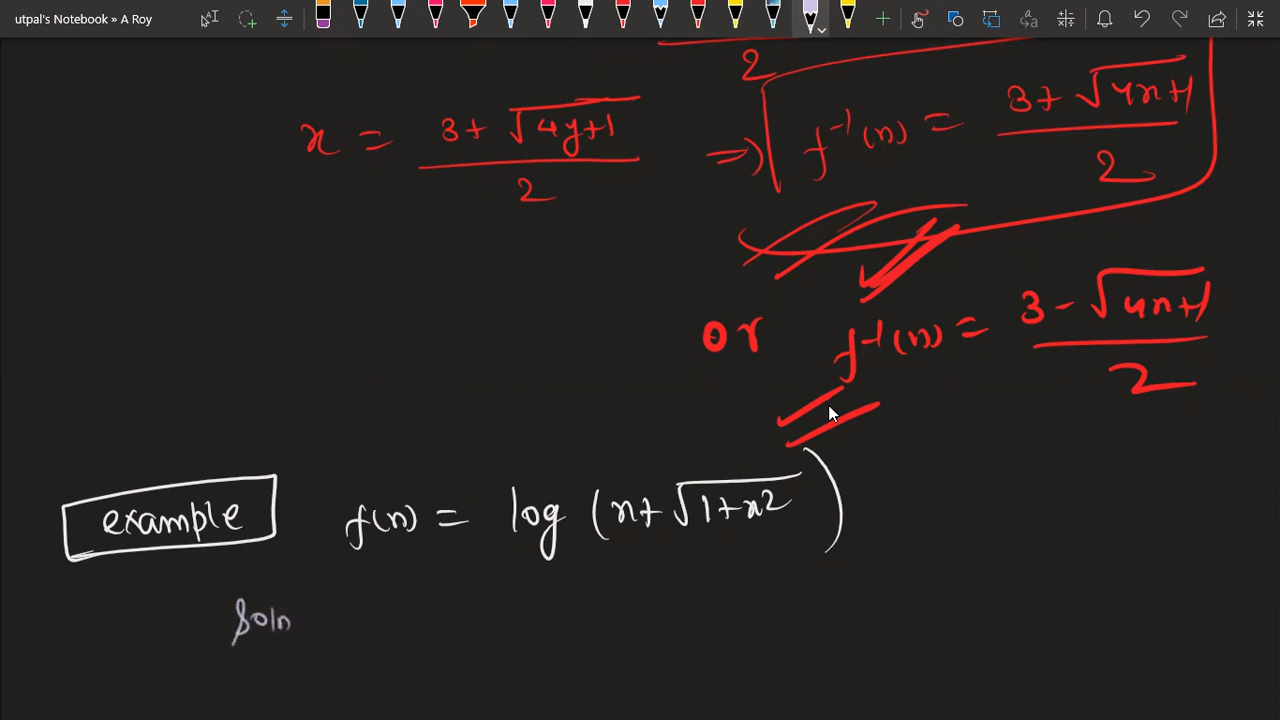 utpal's Notebook » A Roy
2
x = 3+ √4y+1 / 2 => f⁻¹(x) = 3+ √4x+1 / 2
or f⁻¹(x) = 3 - √4x+1 / 2
example f(x) = log (x+ √1+x2)
Soln